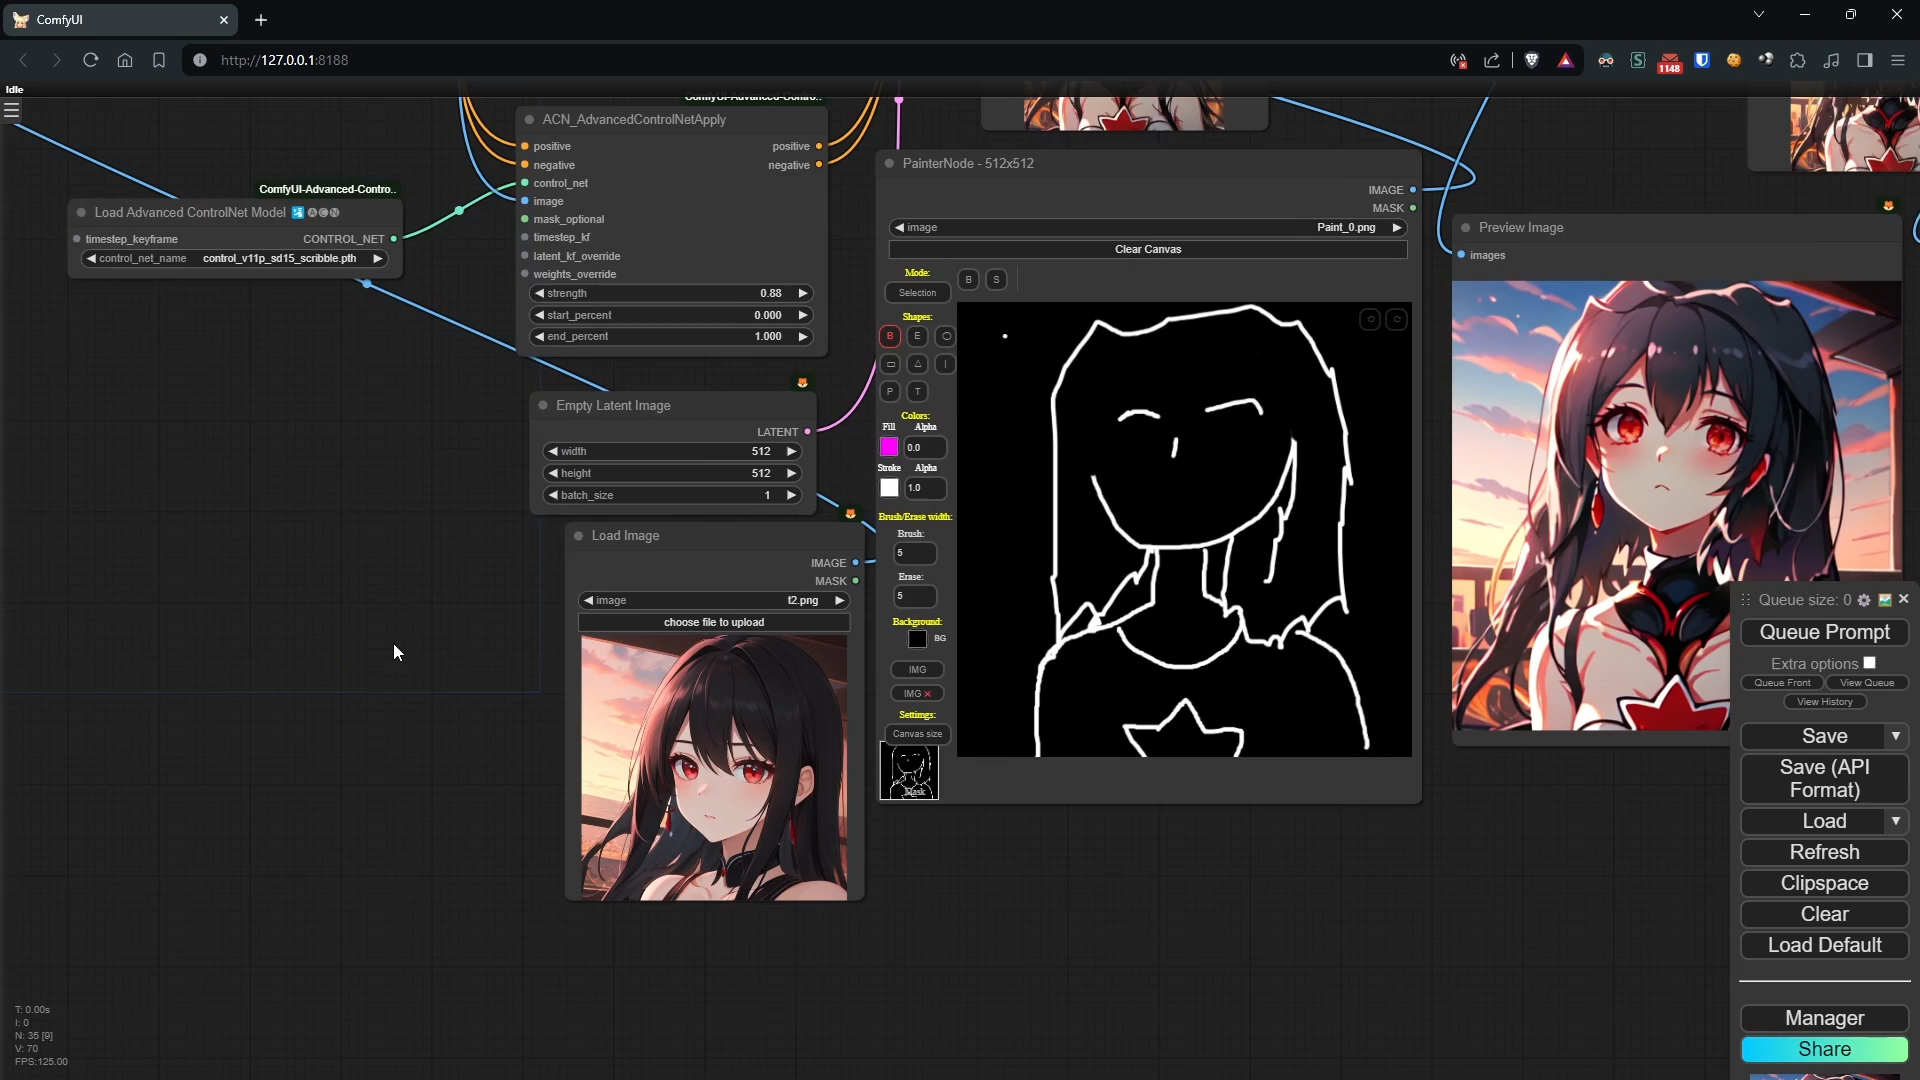 ComfyUI
http://127.0.0.1:8188
1148
Idle
ComfyUI-Advanced-Contro..
ACN_AdvancedControlNetApply
positive positive
negative negative
control_net
image
mask_optional
timestep_kf
latent_kf_override
weights_override
strength 0.88
start_percent 0.000
end_percent 1.000
ComfyUI-Advanced-Contro..
Load Advanced ControlNet Model
timestep_keyframe CONTROL_NET
control_net_name control_v11p_sd15_scribble.pth
Empty Latent Image
LATENT
width 512
height 512
batch_size 1
Load Image
IMAGE
MASK
image t2.png
choose file to upload
PainterNode - 512x512
IMAGE
MASK
image Paint_0.png
Clear Canvas
Mode:
Selection
B S
Shapes:
B E
P T
Colors:
Fill Alpha
0.0
Stroke Alpha
1.0
Brush/Erase width:
Brush:
5
Erase:
5
Background:
BG
IMG
IMG
Settings:
Canvas size
Mask
Preview Image
images
Queue size: 0
Queue Prompt
Extra options
Queue Front View Queue
View History
Save
Save (API
Format)
Load
Refresh
Clipspace
Clear
Load Default
Manager
Share
T: 0.00s
I: 0
N: 35 [9]
V: 70
FPS:125.00